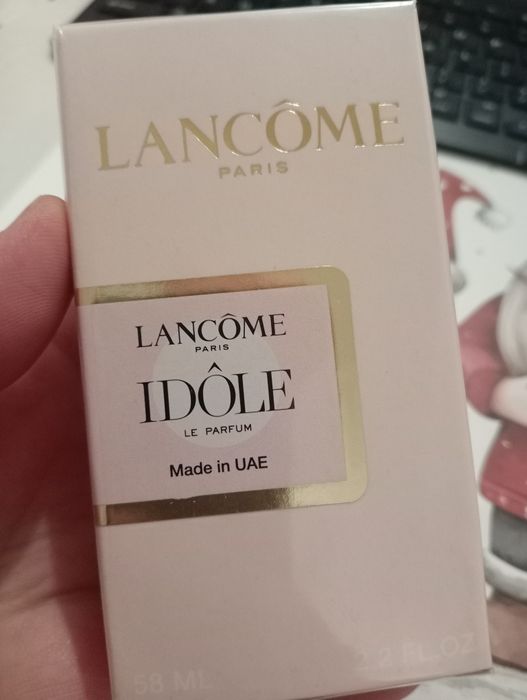 LANCÔME
PARIS
LANCÔME
PARIS
IDÔLE
LE PARFUM
Made in UAE
58 ML 2.2 FL.OZ